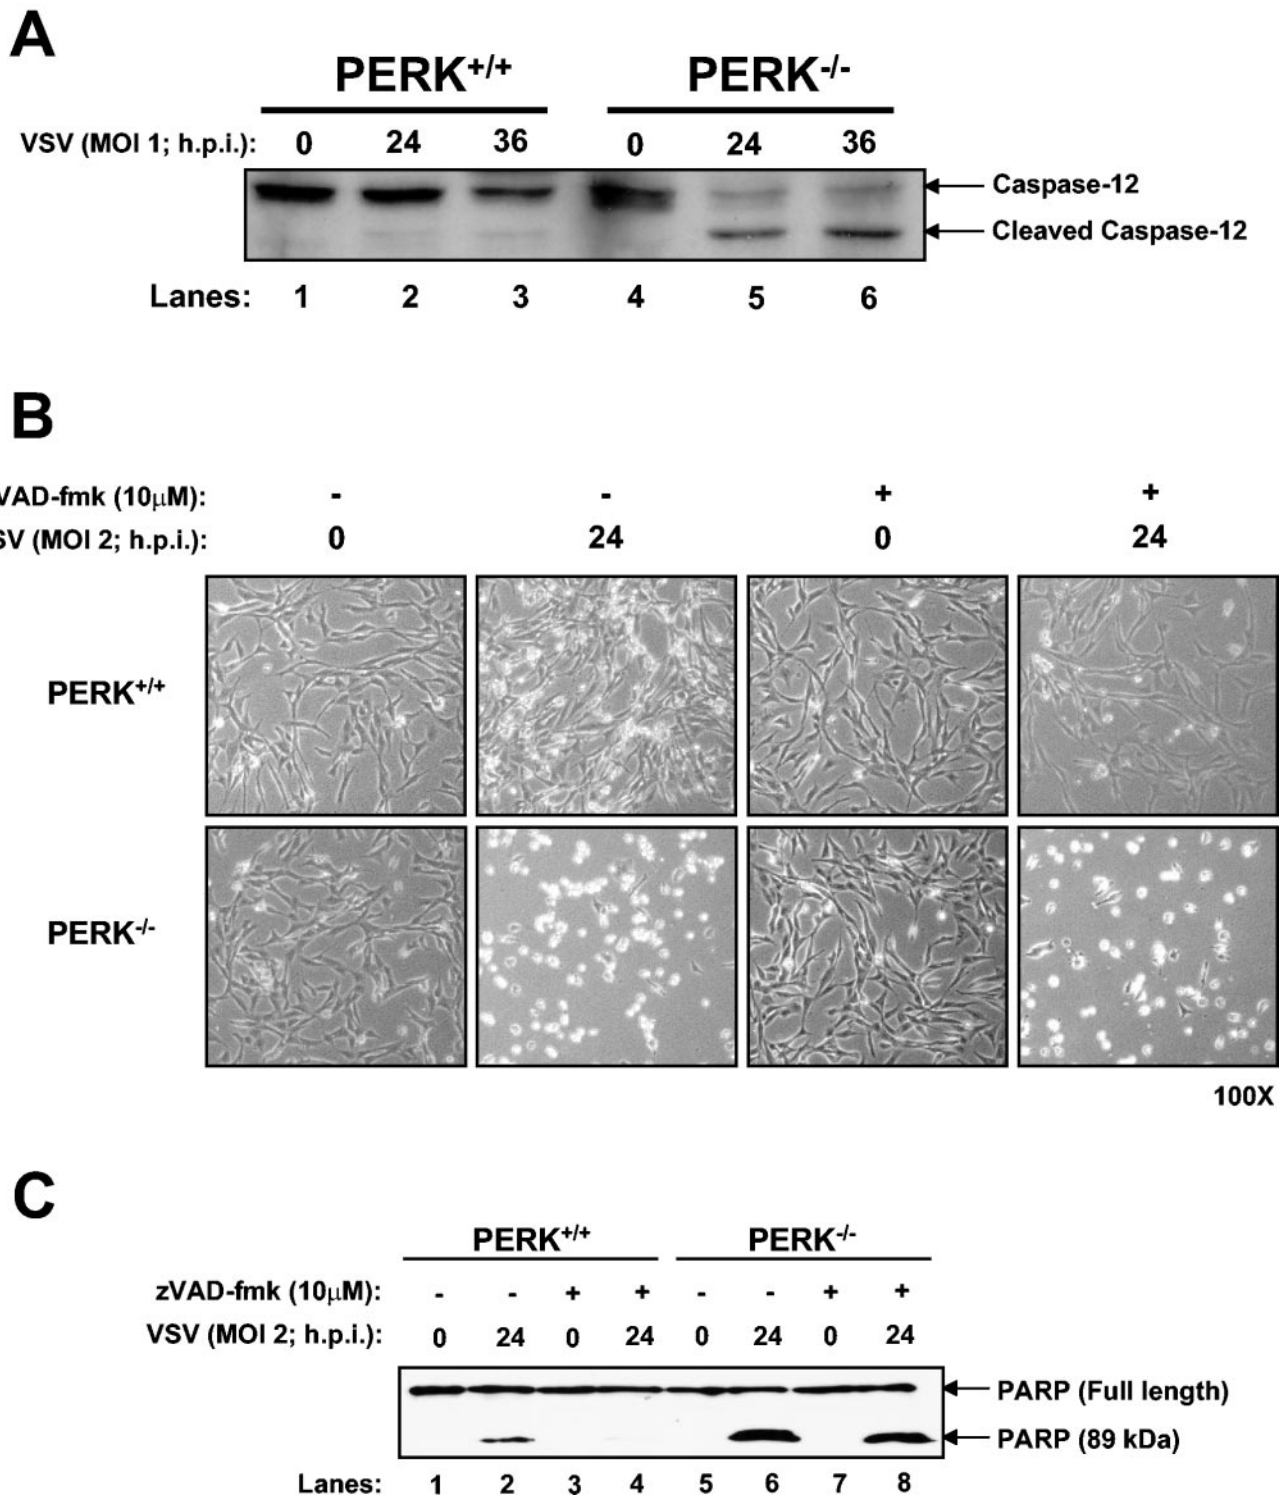 A
PERK+/+ PERK-/-
VSV (MOI 1; h.p.i.): 0 24 36 0 24 36
Caspase-12
Cleaved Caspase-12
Lanes: 1 2 3 4 5 6
B
VAD-fmk (10μM): - - + +
SV (MOI 2; h.p.i.): 0 24 0 24
PERK+/+
PERK-/-
100X
C
PERK+/+ PERK-/-
zVAD-fmk (10μM): - - + + - - + +
VSV (MOI 2; h.p.i.): 0 24 0 24 0 24 0 24
PARP (Full length)
PARP (89 kDa)
Lanes: 1 2 3 4 5 6 7 8